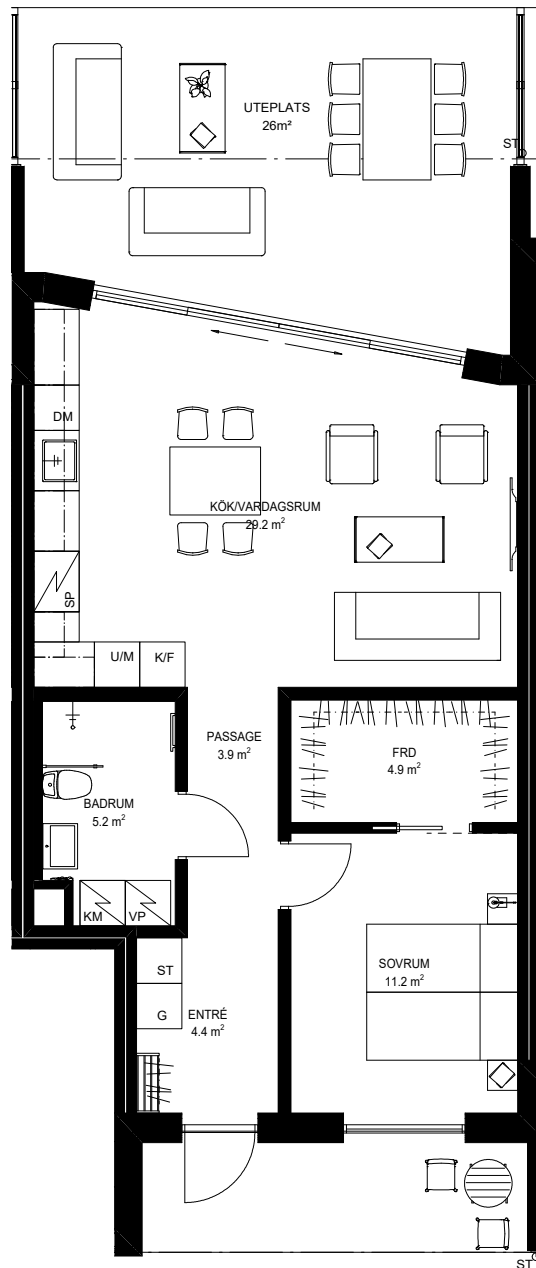 UTEPLATS
26m²
ST
DM
KÖK/VARDAGSRUM
29.2 m²
SP
U/M
K/F
PASSAGE
3.9 m²
FRD
4.9 m²
BADRUM
5.2 m²
KM
VP
ST
SOVRUM
11.2 m²
G
ENTRÉ
4.4 m²
ST